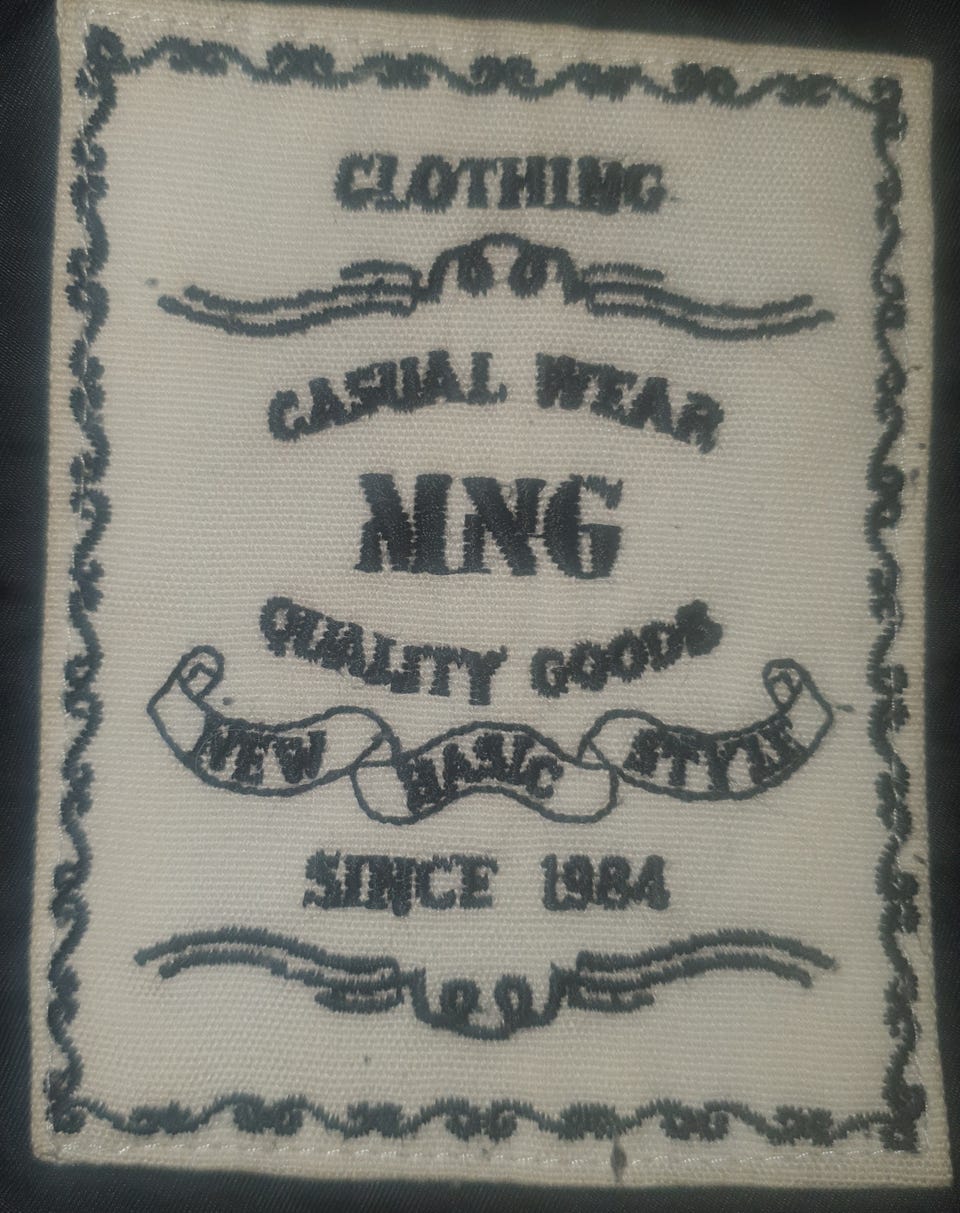 CLOTHING
CASUAL WEAR
MNG
QUALITY GOODS
NEW BASIC STYLE
SINCE 1984